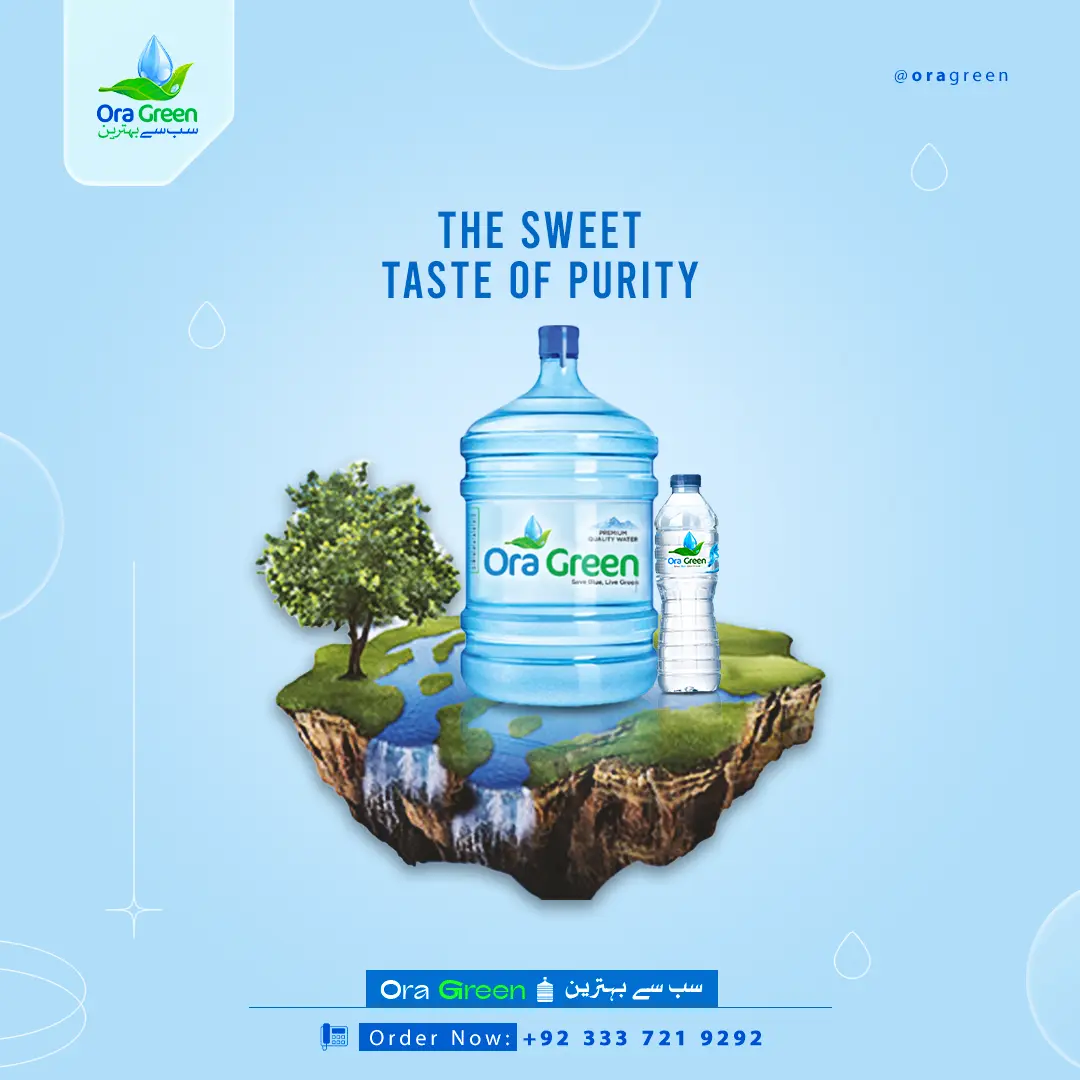 Ora Green
سب سے بہترین
@oragreen
THE SWEET
TASTE OF PURITY
PREMIUM
QUALITY WATER
Ora Green
Save Blue, Live Green
Ora Green
Ora Green سب سے بہترین
Order Now: +92 333 721 9292